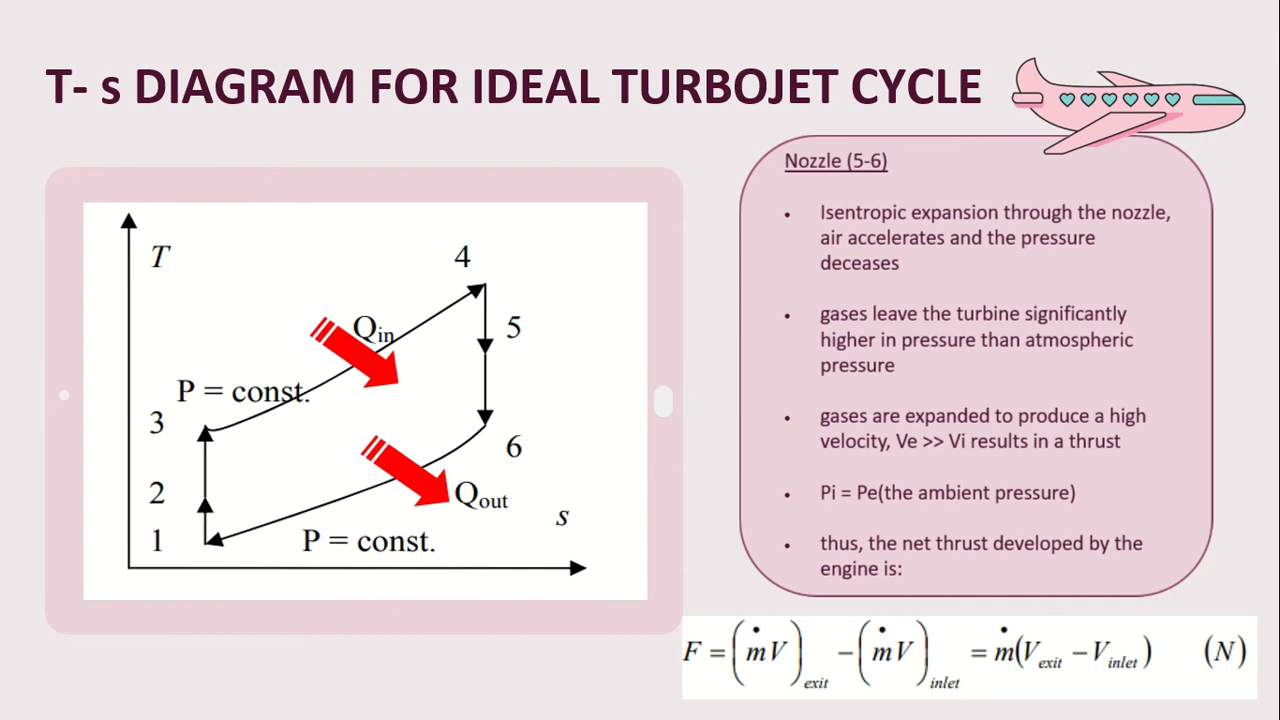 T- s DIAGRAM FOR IDEAL TURBOJET CYCLE
T
4
Qin
5
P = const.
3
6
2
Qout
s
1
P = const.
Nozzle (5-6)
• Isentropic expansion through the nozzle,
air accelerates and the pressure
deceases
• gases leave the turbine significantly
higher in pressure than atmospheric
pressure
• gases are expanded to produce a high
velocity, Ve >> Vi results in a thrust
• Pi = Pe(the ambient pressure)
• thus, the net thrust developed by the
engine is:
F = (ṁV)exit − (ṁV)inlet = ṁ(Vexit − Vinlet) (N)